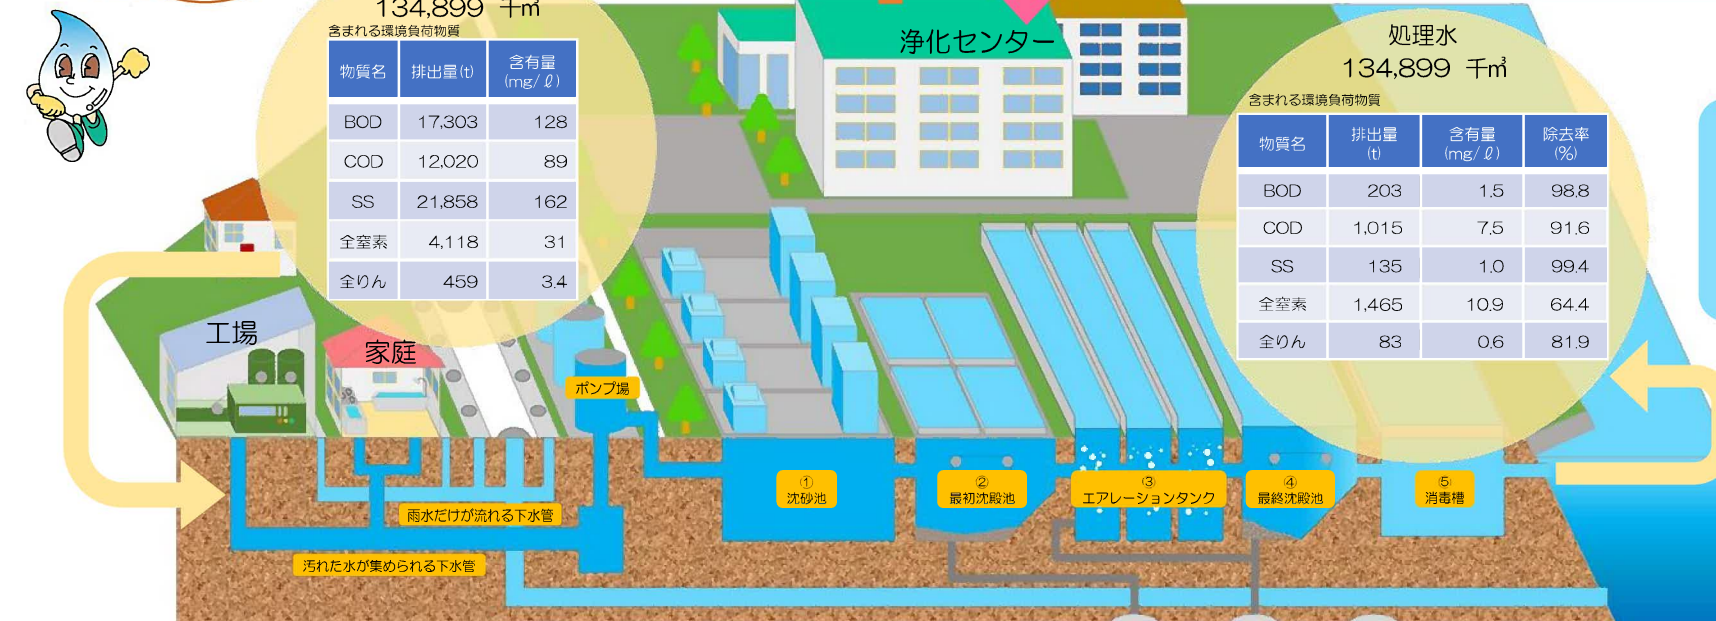 134,899 千㎥
含まれる環境負荷物質
物質名 排出量(t) 含有量(mg/ℓ)
BOD 17,303 128
COD 12,020 89
SS 21,858 162
全窒素 4,118 31
全りん 459 3.4
浄化センター
処理水
134,899 千㎥
含まれる環境負荷物質
物質名 排出量(t) 含有量(mg/ℓ) 除去率(%)
BOD 203 1.5 98.8
COD 1,015 7.5 91.6
SS 135 1.0 99.4
全窒素 1,465 10.9 64.4
全りん 83 0.6 81.9
工場
家庭
ポンプ場
①
沈砂池
②
最初沈殿池
③
エアレーションタンク
④
最終沈殿池
⑤
消毒槽
雨水だけが流れる下水管
汚れた水が集められる下水管